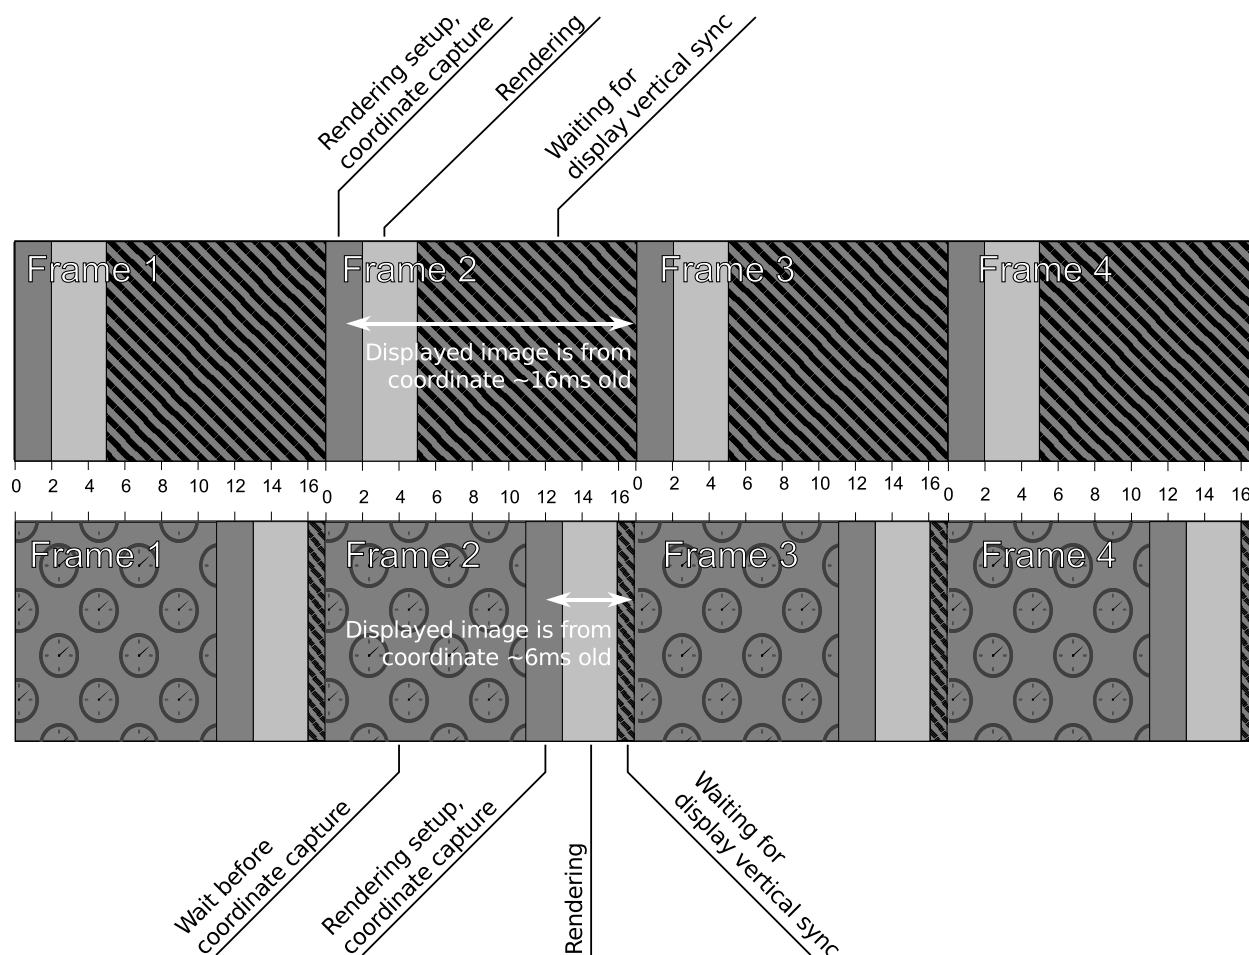 Rendering setup,
coordinate capture
Rendering
Waiting for
display vertical sync
Frame 1
Frame 2
Frame 3
Frame 4
Displayed image is from
coordinate ~16ms old
0 2 4 6 8 10 12 14 16 0 2 4 6 8 10 12 14 16 0 2 4 6 8 10 12 14 16 0 2 4 6 8 10 12 14 16
Frame 1
Frame 2
Frame 3
Frame 4
Displayed image is from
coordinate ~6ms old
Wait before
coordinate capture
Rendering setup,
coordinate capture
Rendering
Waiting for
display vertical sync